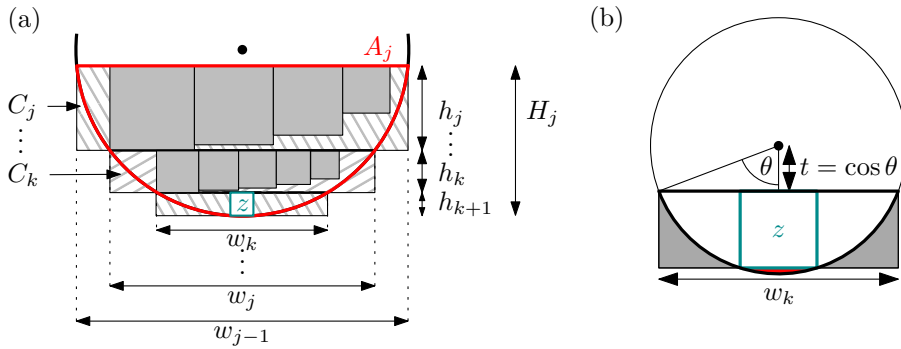 (a)
A_j
C_j
⋮
C_k
h_j
⋮
h_k
h_{k+1}
H_j
z
w_k
⋮
w_j
w_{j−1}
(b)
θ
t = cos θ
z
w_k